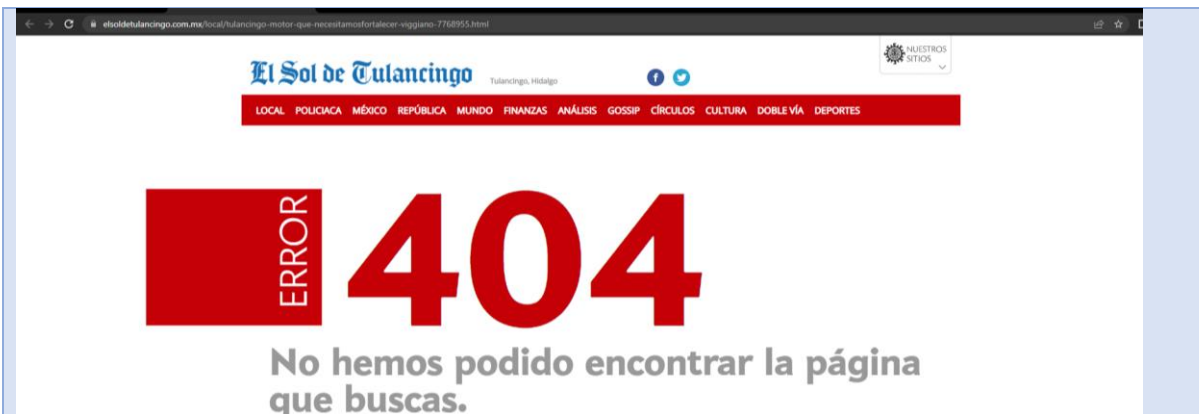 elsoldetulancingo.com.mx/local/tulancingo-motor-que-necesitamosfortalecer-viggiano-7768955.html
NUESTROS
SITIOS
El Sol de Tulancingo
Tulancingo, Hidalgo
LOCAL POLICIACA MÉXICO REPÚBLICA MUNDO FINANZAS ANÁLISIS GOSSIP CÍRCULOS CULTURA DOBLE VÍA DEPORTES
ERROR
404
No hemos podido encontrar la página
que buscas.